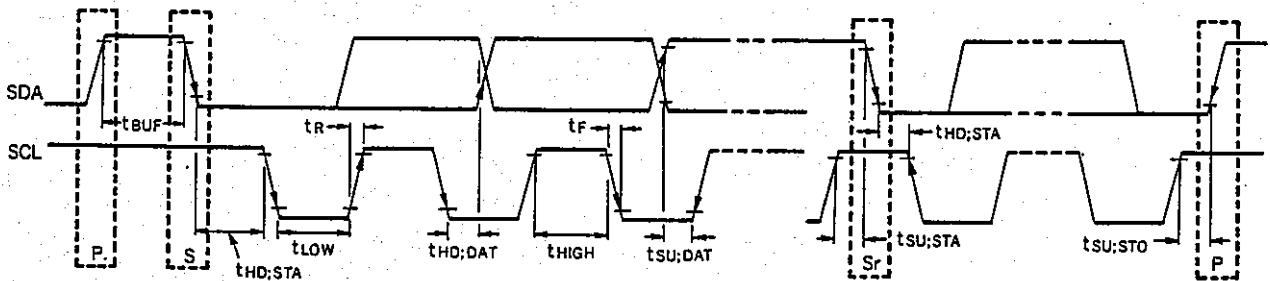 SDA
tBUF
tR
tF
tHD;STA
SCL
P.
S
tHD;STA
tLOW
tHD;DAT
tHIGH
tSU;DAT
Sr
tSU;STA
tSU;STO
P